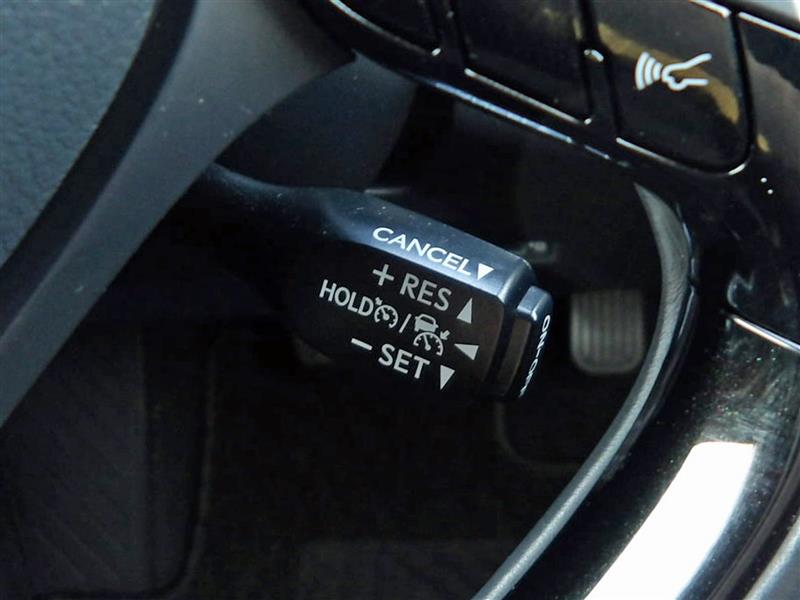 CANCEL▼
+ RES ▲
HOLD / ◄
− SET ▼
ON-OFF